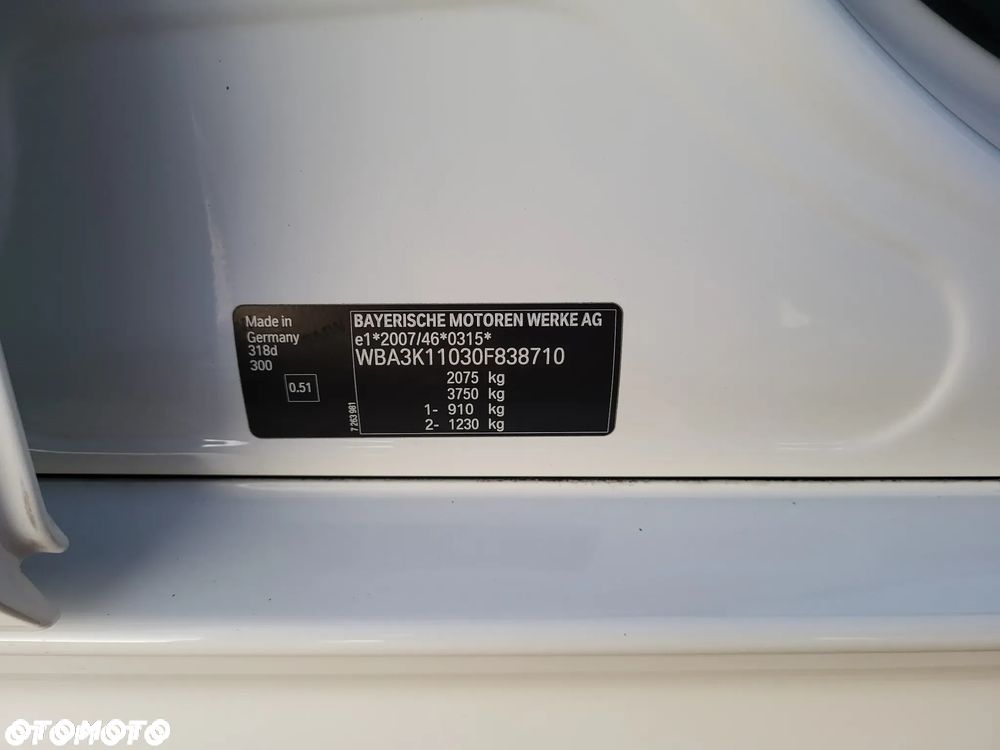 Made in
Germany
318d
300
0.51
7 263 981
BAYERISCHE MOTOREN WERKE AG
e1*2007/46*0315*
WBA3K11030F838710
2075 kg
3750 kg
1- 910 kg
2- 1230 kg
OTOMOTO